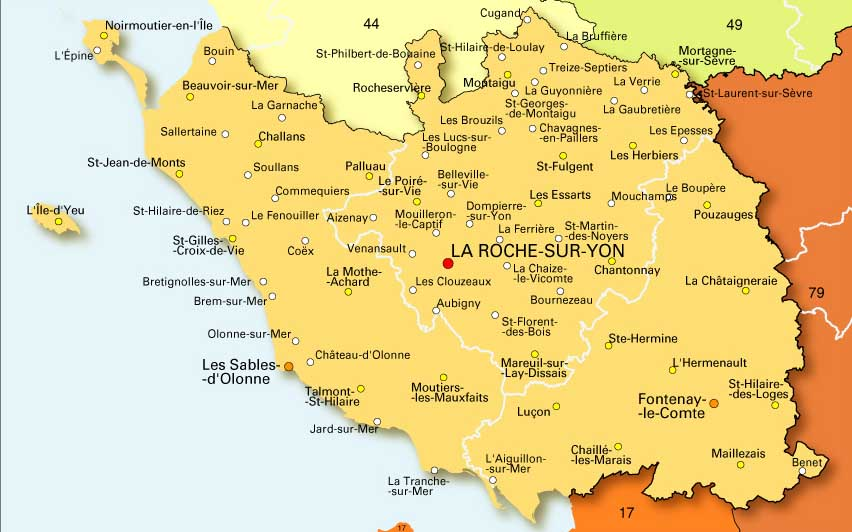 Noirmoutier-en-l'Île
L'Épine
44
Cugand
49
Bouin
St-Philbert-de-Bouaine
St-Hilaire-de-Loulay
La Bruffière
Mortagne-
-sur-Sèvre
Beauvoir-sur-Mer
Rocheservière
Montaigu
Treize-Septiers
La Guyonnière
La Verrie
St-Laurent-sur-Sèvre
La Garnache
St-Georges-
-de-Montaigu
La Gaubretière
Sallertaine
Challans
Les Brouzils
Chavagnes-
-en-Paillers
Les Lucs-sur-
-Boulogne
Les Epesses
St-Jean-de-Monts
Soullans
Palluau
St-Fulgent
Les Herbiers
Le Poiré-
-sur-Vie
Belleville-
-sur-Vie
Commequiers
Les Essarts
Mouchamps
Le Boupère
Pouzauges
L'Île-d'Yeu
St-Hilaire-de-Riez
Le Fenouiller
Aizenay
Mouilleron-
-le-Captif
Dompierre-
-sur-Yon
La Ferrière
St-Martin-
-des-Noyers
St-Gilles-
-Croix-de-Vie
Coëx
Venansault
LA ROCHE-SUR-YON
La Mothe-
-Achard
La Chaize-
-le-Vicomte
Chantonnay
Bretignolles-sur-Mer
Les Clouzeaux
La Châtaigneraie
79
Brem-sur-Mer
Aubigny
Bournezeau
St-Florent-
-des-Bois
Olonne-sur-Mer
Ste-Hermine
Château-d'Olonne
Les Sables-
-d'Olonne
Mareuil-sur-
-Lay-Dissais
L'Hermenault
Talmont-
-St-Hilaire
Moutiers-
-les-Mauxfaits
St-Hilaire-
-des-Loges
Fontenay-
-le-Comte
Luçon
Jard-sur-Mer
Chaillé-
-les-Marais
Maillezais
Benet
L'Aiguillon-
-sur-Mer
La Tranche-
-sur-Mer
17
17